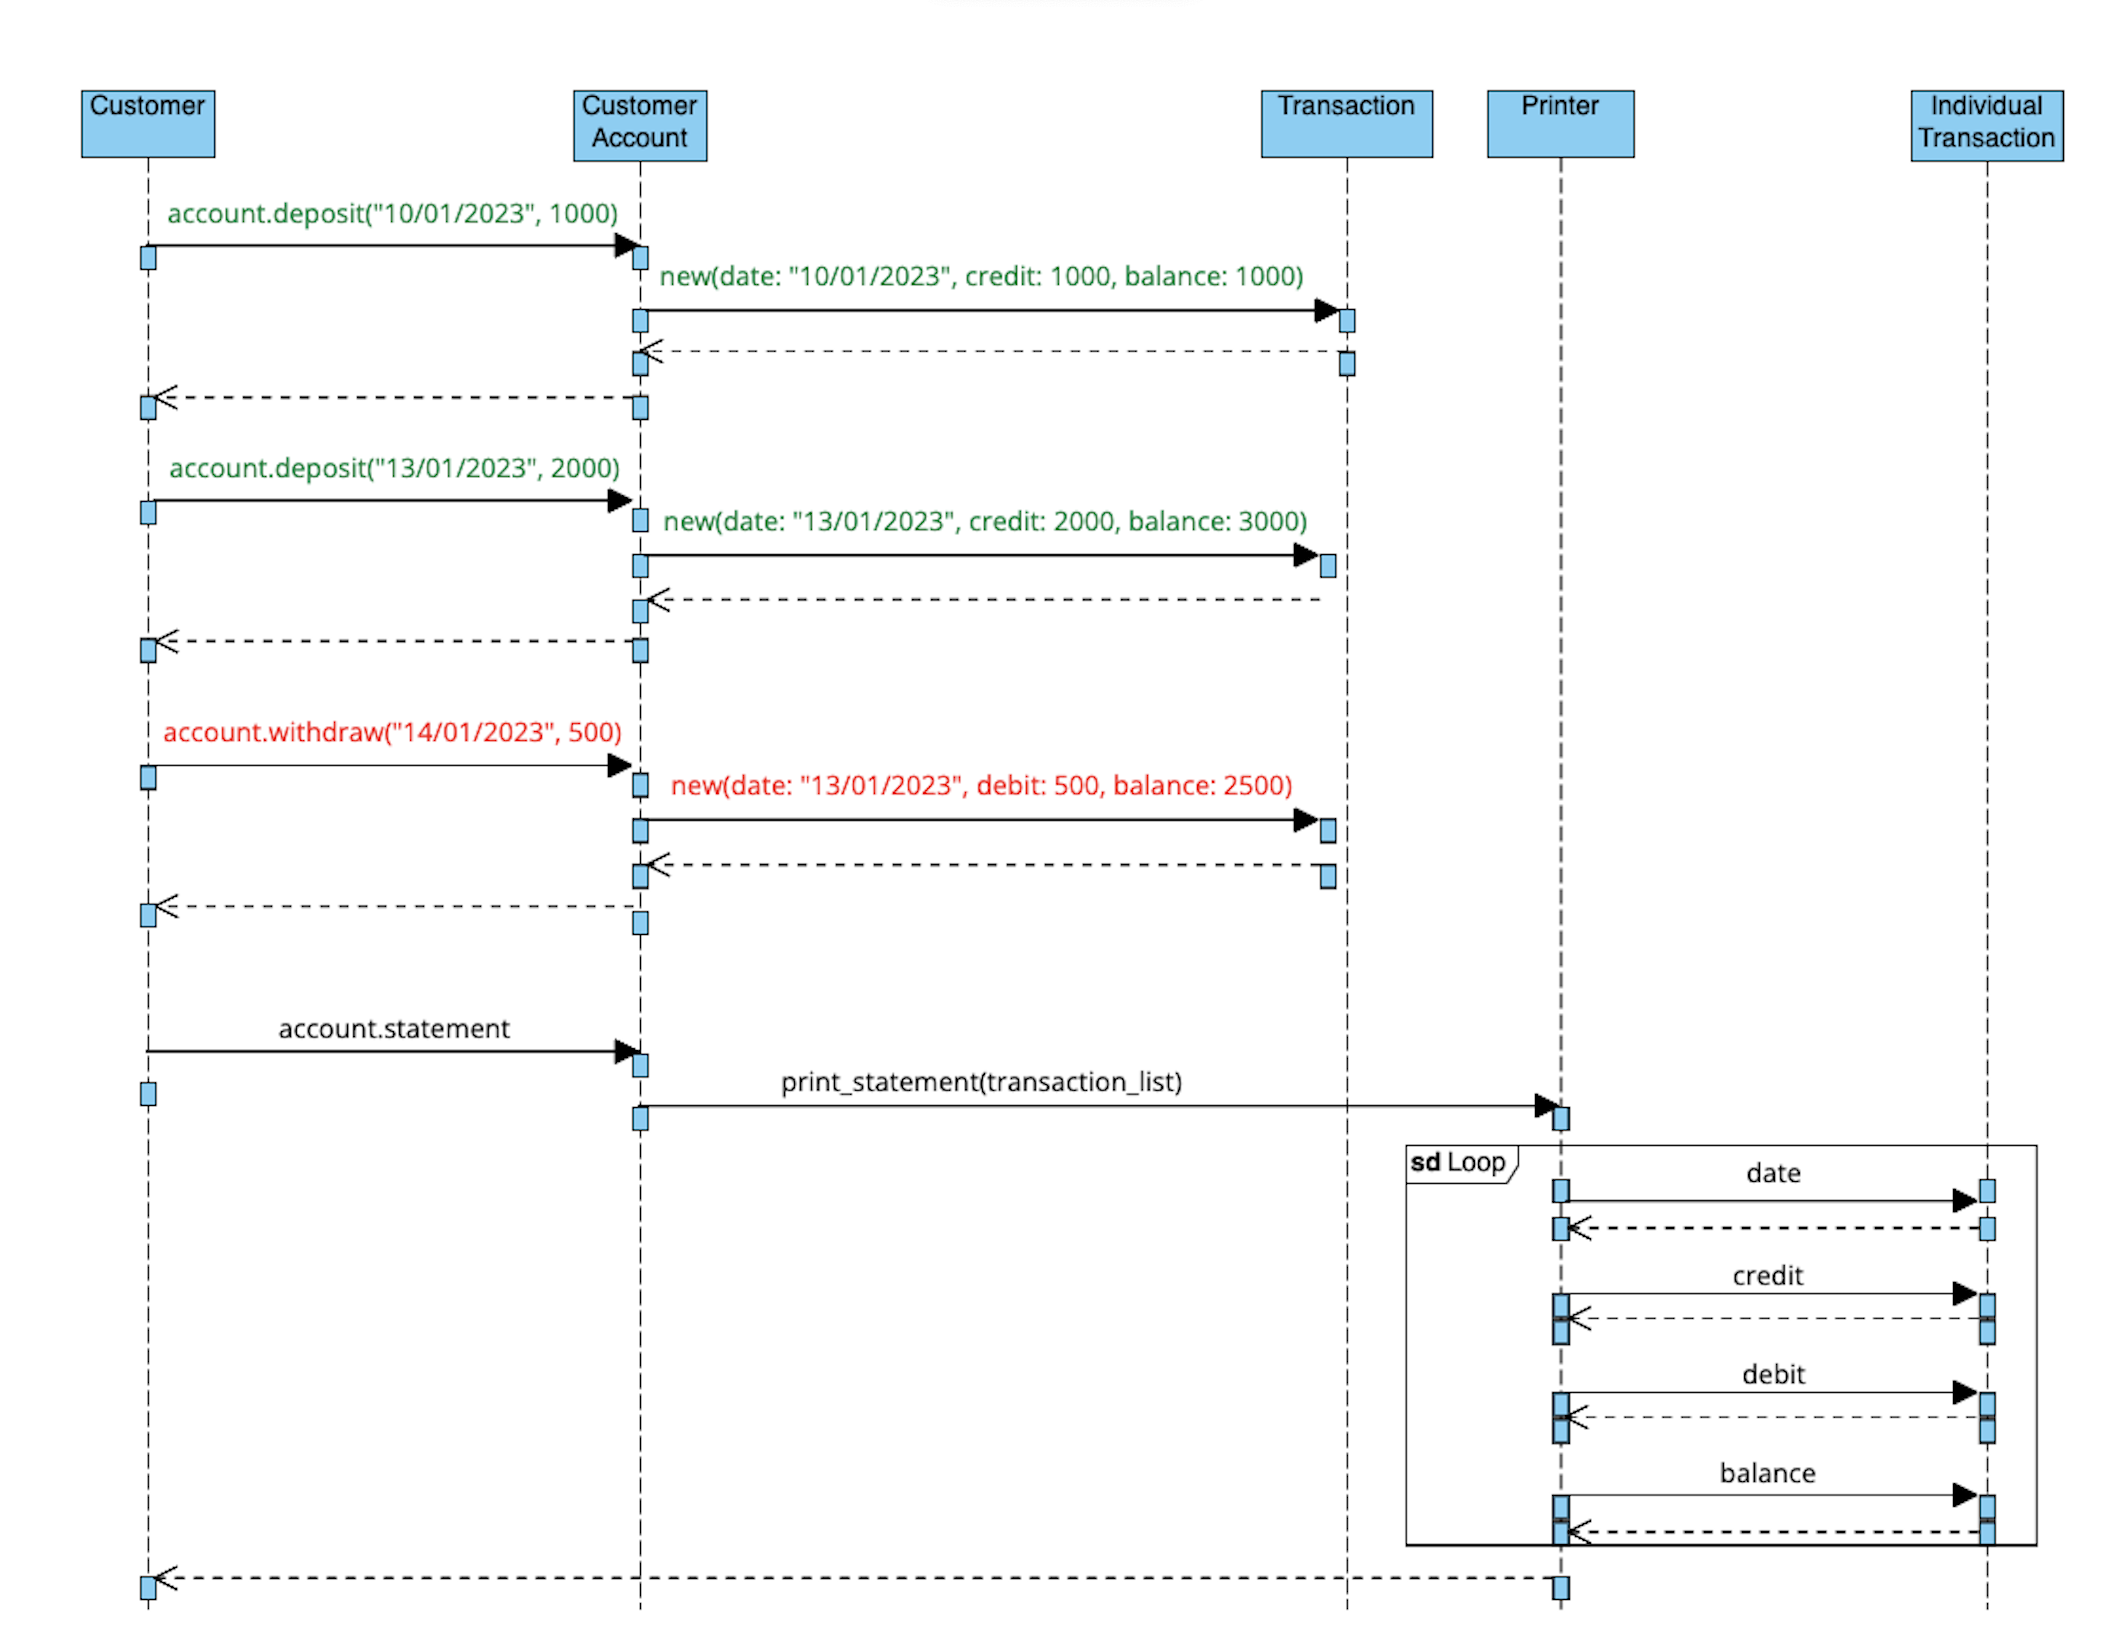 Customer
Customer
Account
Transaction
Printer
Individual
Transaction
account.deposit("10/01/2023", 1000)
new(date: "10/01/2023", credit: 1000, balance: 1000)
account.deposit("13/01/2023", 2000)
new(date: "13/01/2023", credit: 2000, balance: 3000)
account.withdraw("14/01/2023", 500)
new(date: "13/01/2023", debit: 500, balance: 2500)
account.statement
print_statement(transaction_list)
sd Loop
date
credit
debit
balance